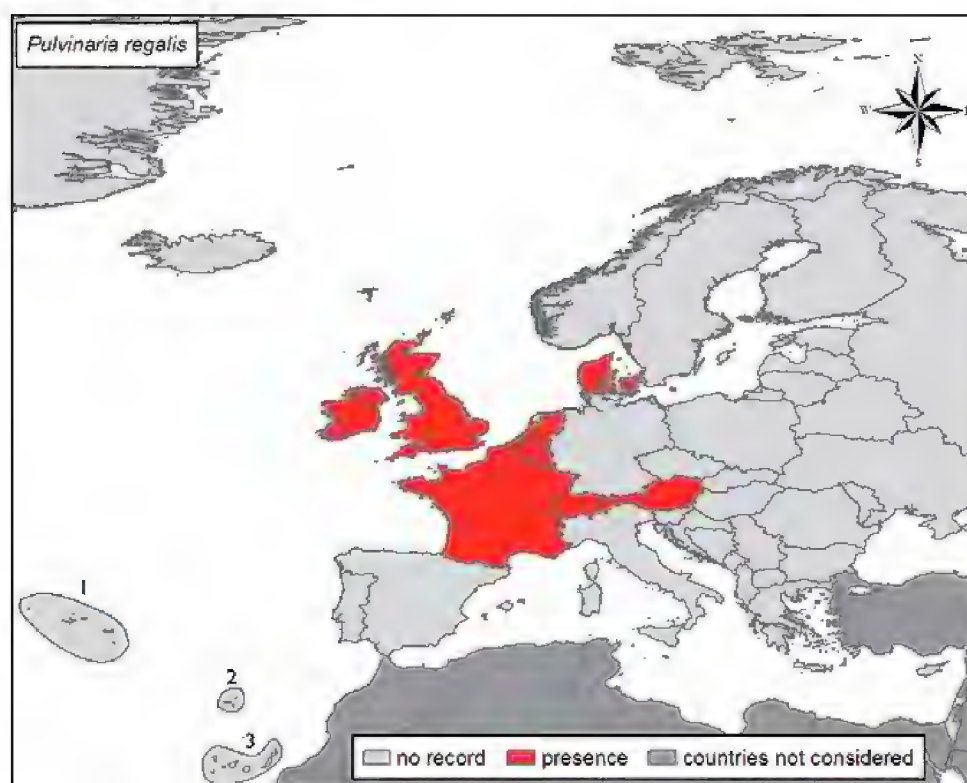 Pulvinaria regalis
N
W
E
S
1
2
3
no record presence countries not considered